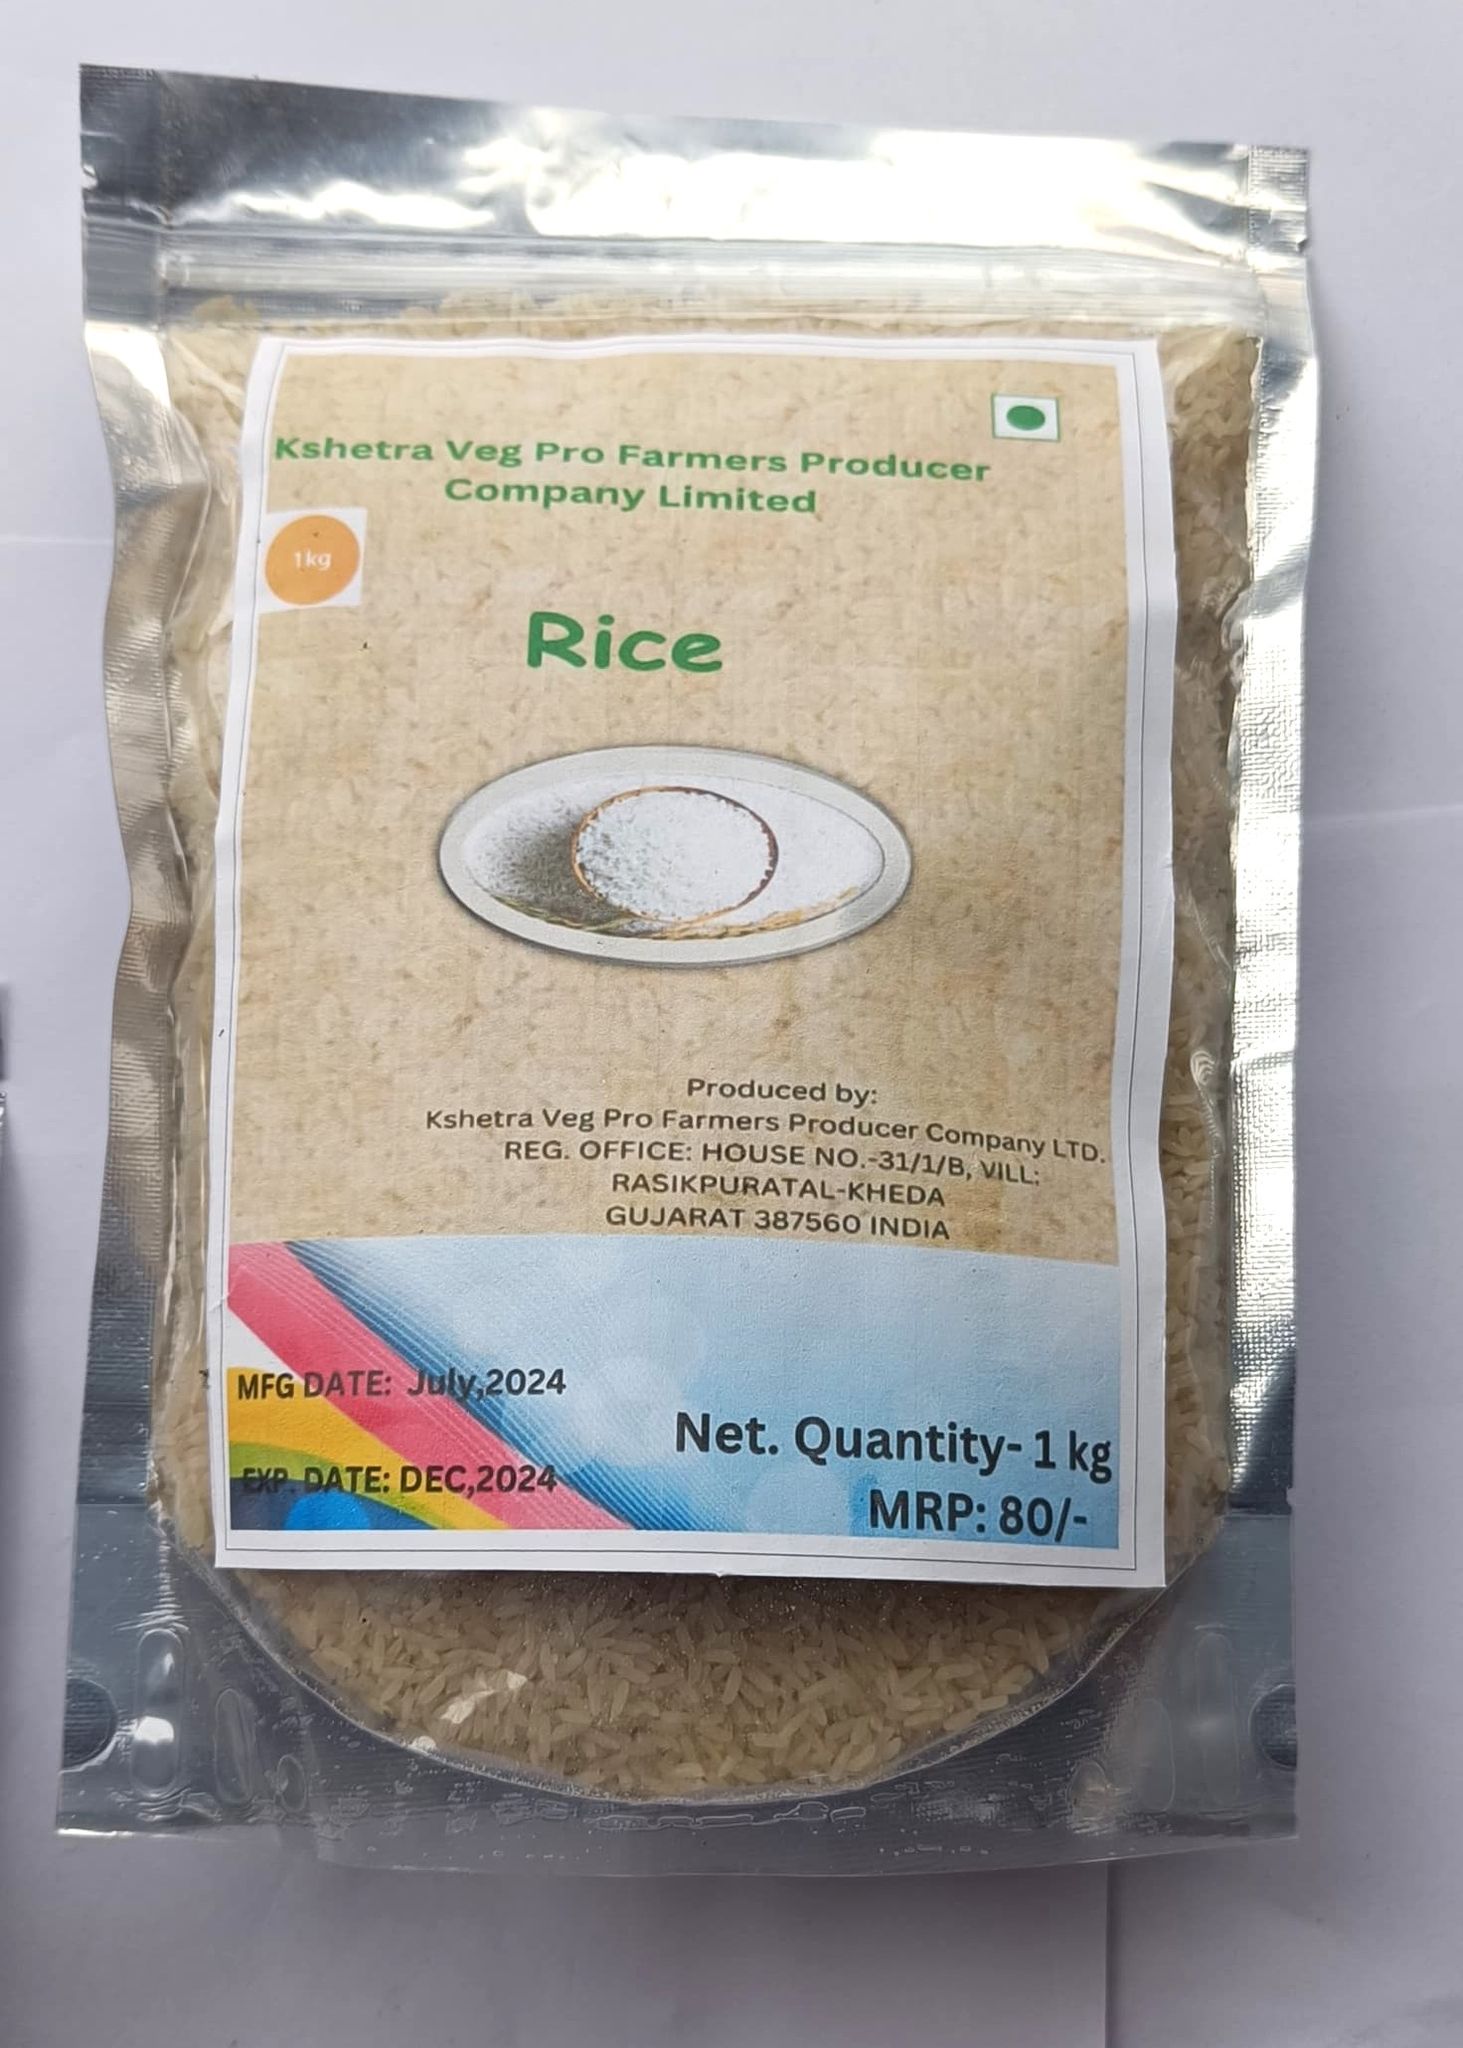 Kshetra Veg Pro Farmers Producer
Company Limited
1kg
Rice
Produced by:
Kshetra Veg Pro Farmers Producer Company LTD.
REG. OFFICE: HOUSE NO.-31/1/B, VILL:
RASIKPURATAL-KHEDA
GUJARAT 387560 INDIA
MFG DATE: July,2024
Net. Quantity- 1 kg
EXP. DATE: DEC,2024
MRP: 80/-